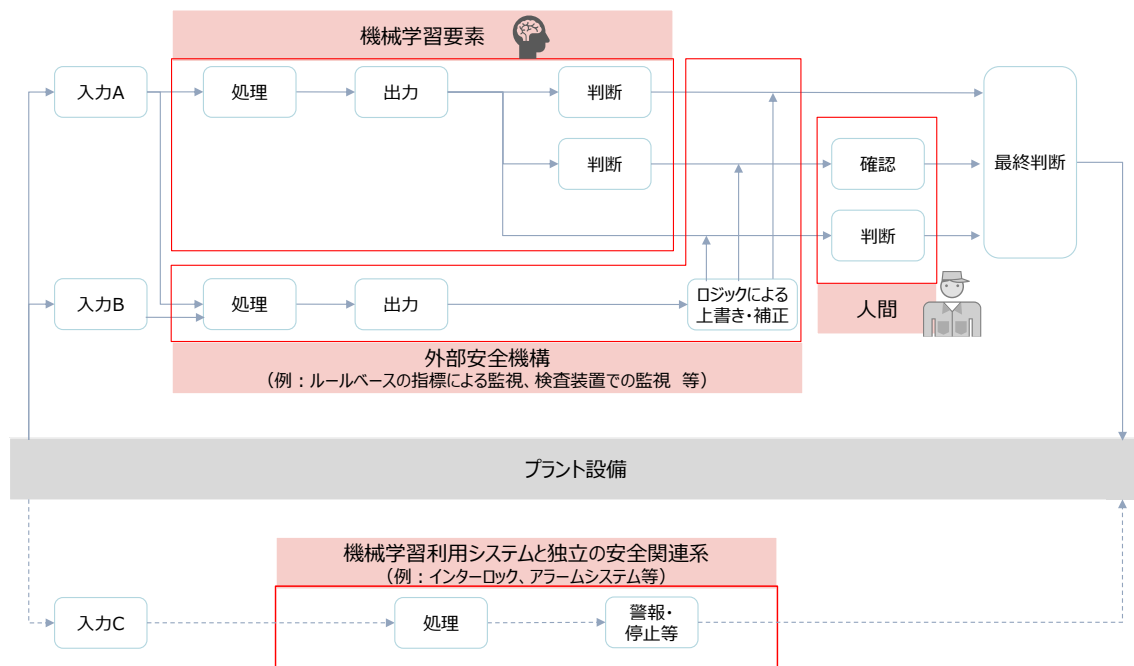 機械学習要素
入力A
処理
出力
判断
判断
確認
判断
最終判断
入力B
処理
出力
ロジックによる
上書き・補正
人間
外部安全機構
（例：ルールベースの指標による監視、検査装置での監視 等）
プラント設備
機械学習利用システムと独立の安全関連系
（例：インターロック、アラームシステム等）
入力C
処理
警報・
停止等